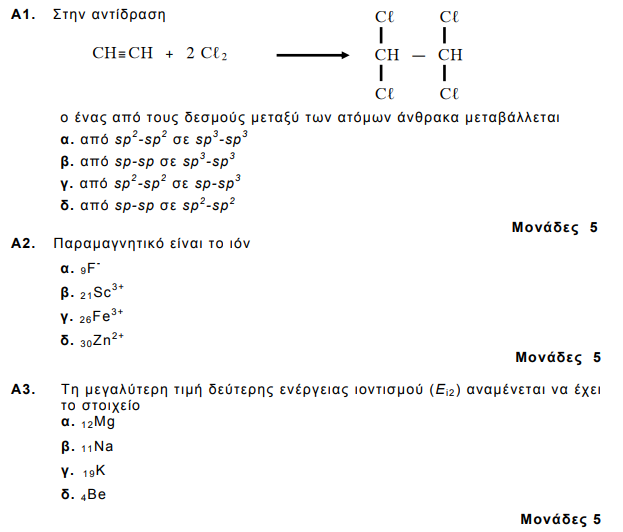 Α1. Στην αντίδραση
Cℓ Cℓ
CH≡CH + 2 Cℓ₂ ⟶ CH — CH
Cℓ Cℓ
ο ένας από τους δεσμούς μεταξύ των ατόμων άνθρακα μεταβάλλεται
α. από sp²-sp² σε sp³-sp³
β. από sp-sp σε sp³-sp³
γ. από sp²-sp² σε sp-sp³
δ. από sp-sp σε sp²-sp²
Μονάδες 5
Α2. Παραμαγνητικό είναι το ιόν
α. ₉F⁻
β. ₂₁Sc³⁺
γ. ₂₆Fe³⁺
δ. ₃₀Zn²⁺
Μονάδες 5
Α3. Τη μεγαλύτερη τιμή δεύτερης ενέργειας ιοντισμού (Eᵢ₂) αναμένεται να έχει
το στοιχείο
α. ₁₂Mg
β. ₁₁Na
γ. ₁₉K
δ. ₄Be
Μονάδες 5